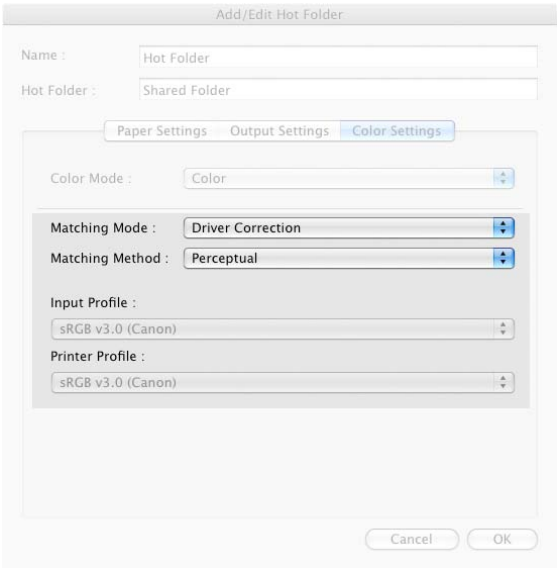 Add/Edit Hot Folder
Name : Hot Folder
Hot Folder : Shared Folder
Paper Settings Output Settings Color Settings
Color Mode : Color
Matching Mode : Driver Correction
Matching Method : Perceptual
Input Profile :
sRGB v3.0 (Canon)
Printer Profile :
sRGB v3.0 (Canon)
Cancel OK